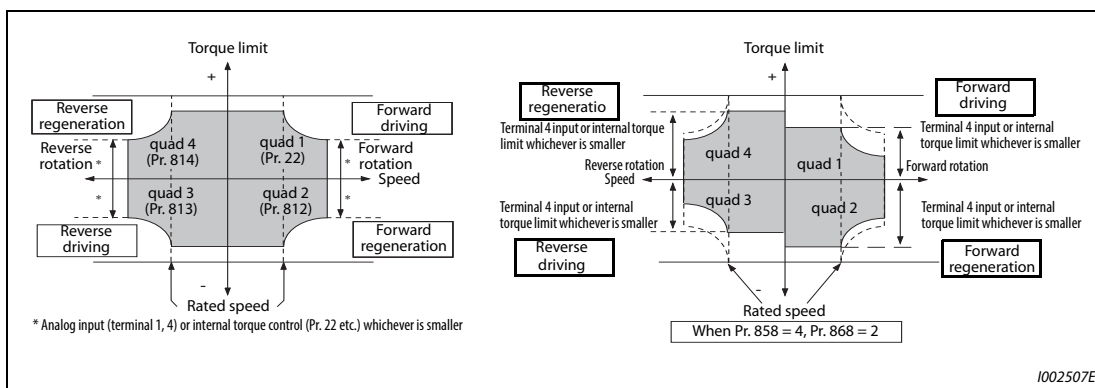 Torque limit
+
Reverse
regeneration
Forward
driving
quad 4
(Pr. 814)
quad 1
(Pr. 22)
Reverse
rotation
*
*
Forward
rotation
Speed
*
*
quad 3
(Pr. 813)
quad 2
(Pr. 812)
Reverse
driving
Forward
regeneration
-
Rated speed
* Analog input (terminal 1, 4) or internal torque control (Pr. 22 etc.) whichever is smaller
Torque limit
+
Reverse
regeneratio
Forward
driving
Terminal 4 input or internal torque
limit whichever is smaller
Terminal 4 input or internal
torque limit whichever is smaller
quad 4
quad 1
Reverse rotation
Speed
Forward rotation
quad 3
quad 2
Terminal 4 input or internal
torque limit whichever is smaller
Terminal 4 input or internal
torque limit whichever is smaller
Reverse
driving
Forward
regeneration
-
Rated speed
When Pr. 858 = 4, Pr. 868 = 2
I002507E